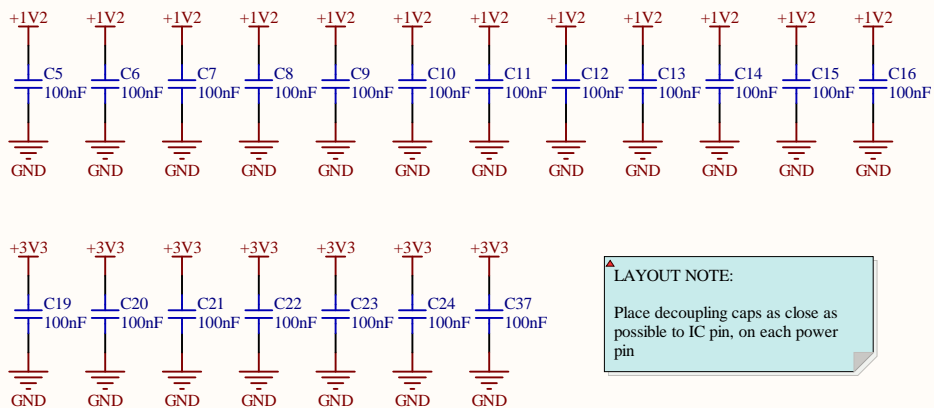 +1V2 +1V2 +1V2 +1V2 +1V2 +1V2 +1V2 +1V2 +1V2 +1V2 +1V2 +1V2
C5 C6 C7 C8 C9 C10 C11 C12 C13 C14 C15 C16
100nF 100nF 100nF 100nF 100nF 100nF 100nF 100nF 100nF 100nF 100nF 100nF
GND GND GND GND GND GND GND GND GND GND GND GND
+3V3 +3V3 +3V3 +3V3 +3V3 +3V3 +3V3
C19 C20 C21 C22 C23 C24 C37
100nF 100nF 100nF 100nF 100nF 100nF 100nF
GND GND GND GND GND GND GND
LAYOUT NOTE:
Place decoupling caps as close as
possible to IC pin, on each power
pin